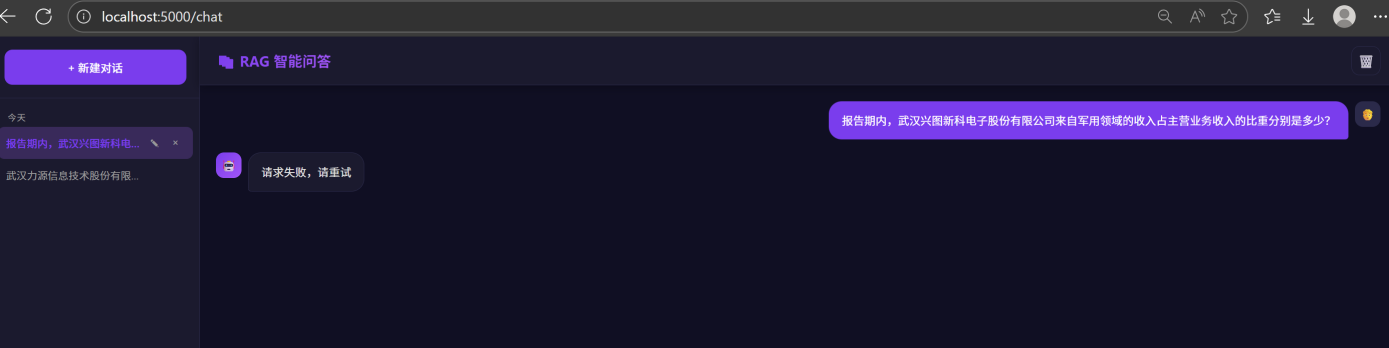 localhost:5000/chat
+ 新建对话
RAG 智能问答
今天
报告期内，武汉兴图新科电...
武汉力源信息技术股份有限...
报告期内，武汉兴图新科电子股份有限公司来自军用领域的收入占主营业务收入的比重分别是多少？
请求失败，请重试